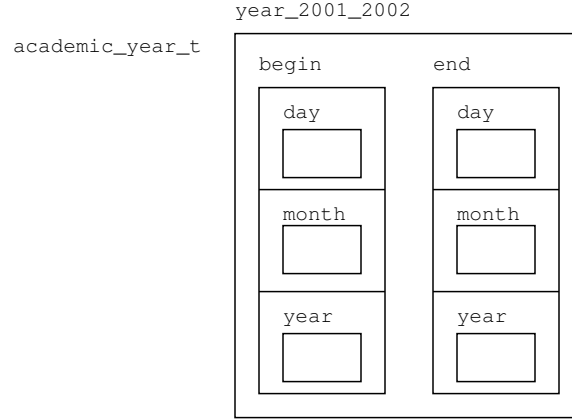 year_2001_2002
academic_year_t
begin end
day day
month month
year year